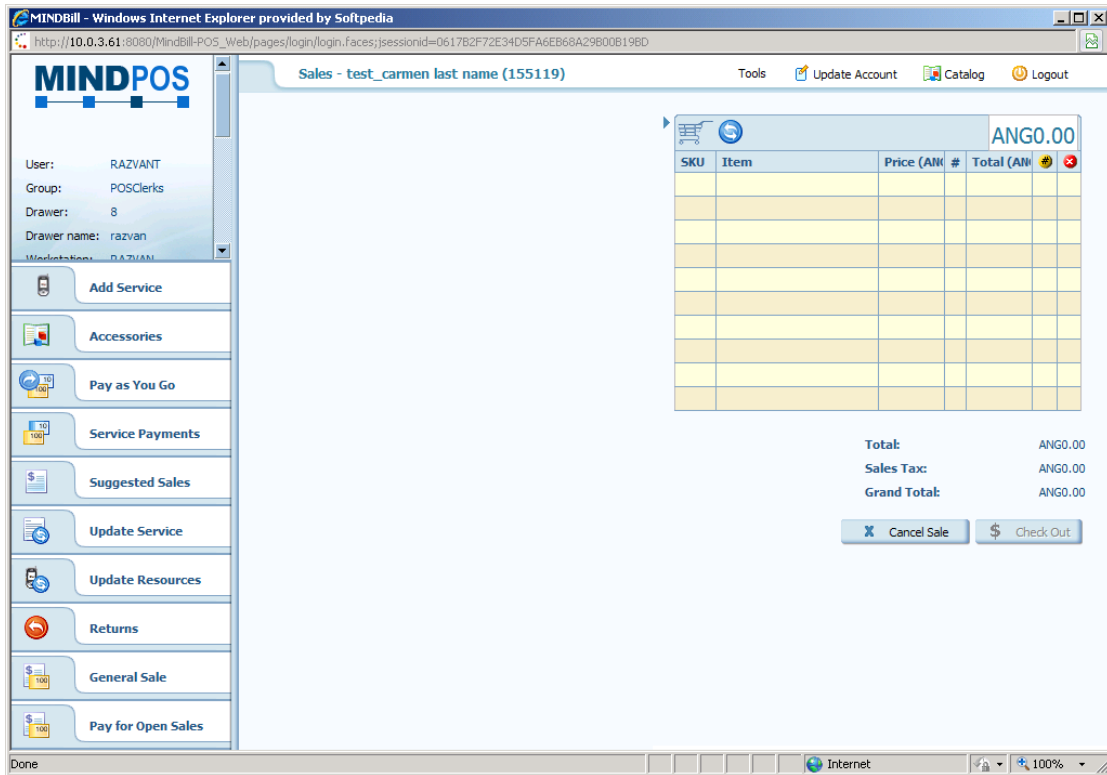 MINDBill - Windows Internet Explorer provided by Softpedia
http://10.0.3.61:8080/MindBill-POS_Web/pages/login/login.faces;jsessionid=0617B2F72E34D5FA6EB68A29B00B19BD
MINDPOS
Sales - test_carmen last name (155119)
Tools
Update Account
Catalog
Logout
User: RAZVANT
Group: POSClerks
Drawer: 8
Drawer name: razvan
Workstation: RAZVAN
Add Service
Accessories
Pay as You Go
Service Payments
Suggested Sales
Update Service
Update Resources
Returns
General Sale
Pay for Open Sales
ANG0.00
SKU Item Price (AN # Total (AN #
Total: ANG0.00
Sales Tax: ANG0.00
Grand Total: ANG0.00
X Cancel Sale
$ Check Out
Done
Internet
100%